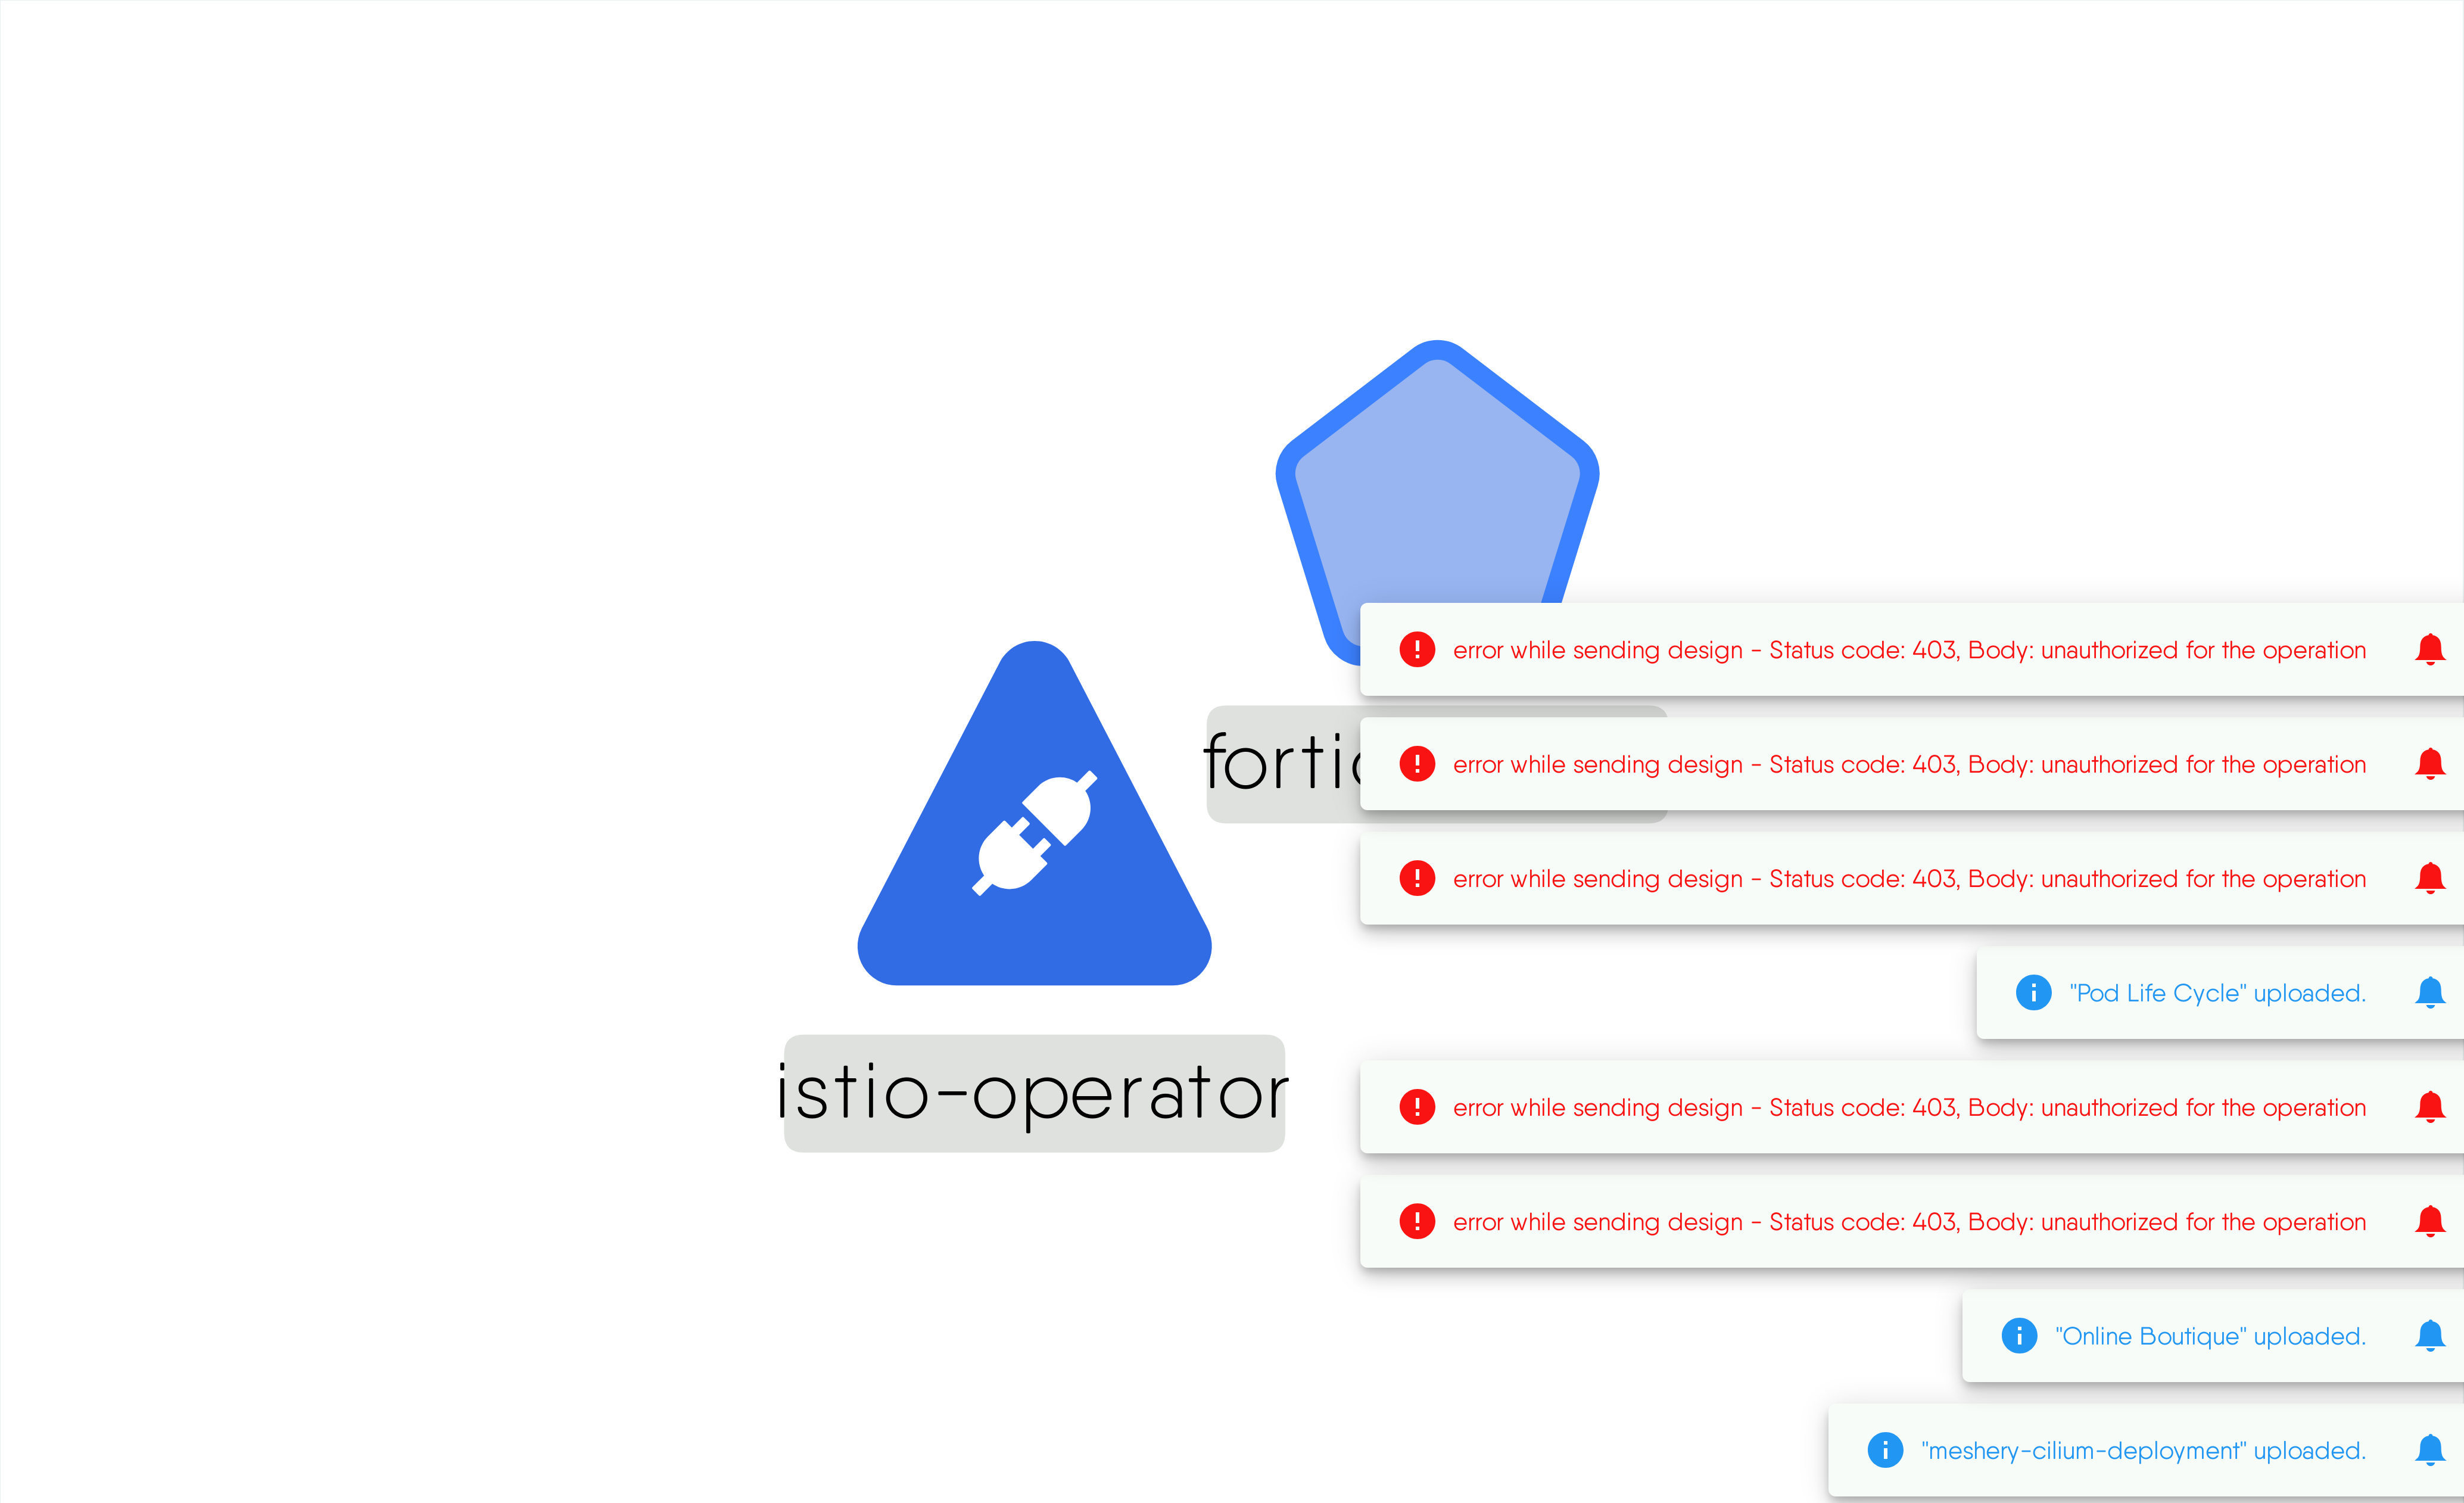 error while sending design - Status code: 403, Body: unauthorized for the operation
error while sending design - Status code: 403, Body: unauthorized for the operation
error while sending design - Status code: 403, Body: unauthorized for the operation
"Pod Life Cycle" uploaded.
istio-operator
error while sending design - Status code: 403, Body: unauthorized for the operation
error while sending design - Status code: 403, Body: unauthorized for the operation
"Online Boutique" uploaded.
"meshery-cilium-deployment" uploaded.